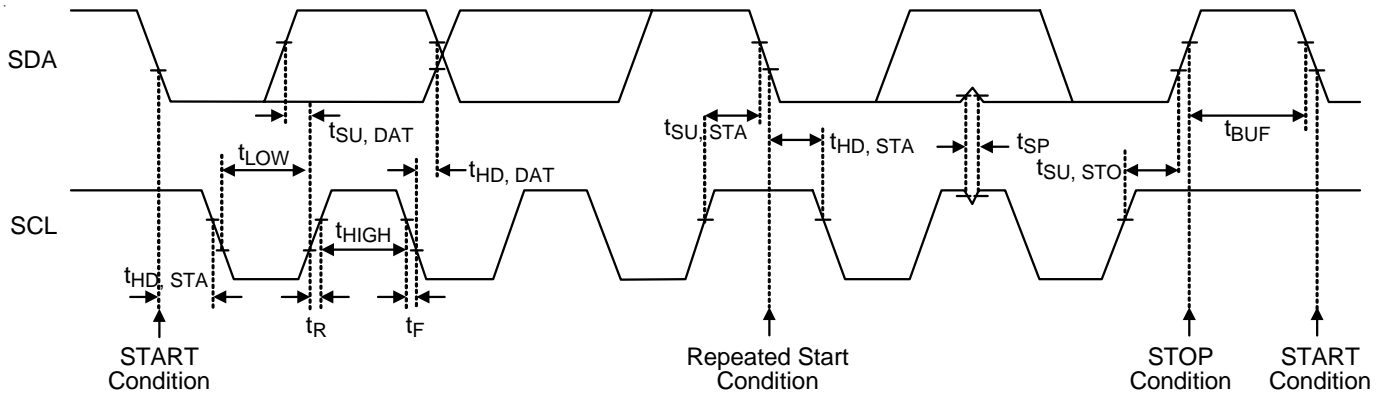 SDA
tSU, DAT
tSU, STA
tHD, STA
tSP
tBUF
tLOW
tHD, DAT
tSU, STO
SCL
tHIGH
tHD, STA
tR
tF
START
Condition
Repeated Start
Condition
STOP
Condition
START
Condition